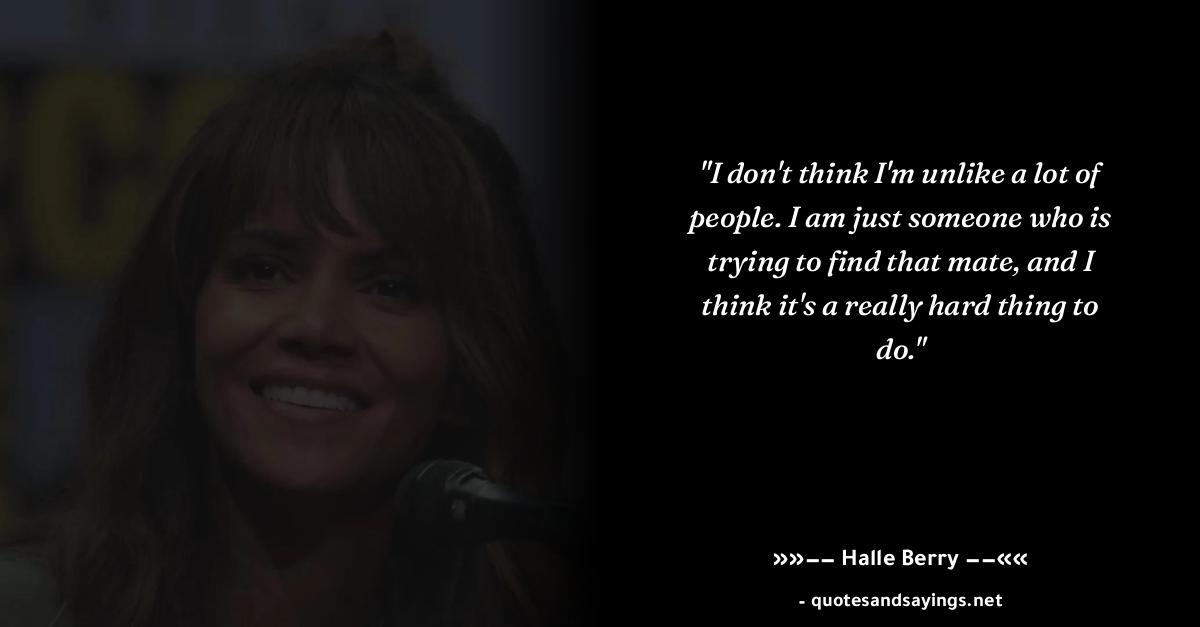 "I don't think I'm unlike a lot of
people. I am just someone who is
trying to find that mate, and I
think it's a really hard thing to
do."
»»−− Halle Berry −−««
- quotesandsayings.net